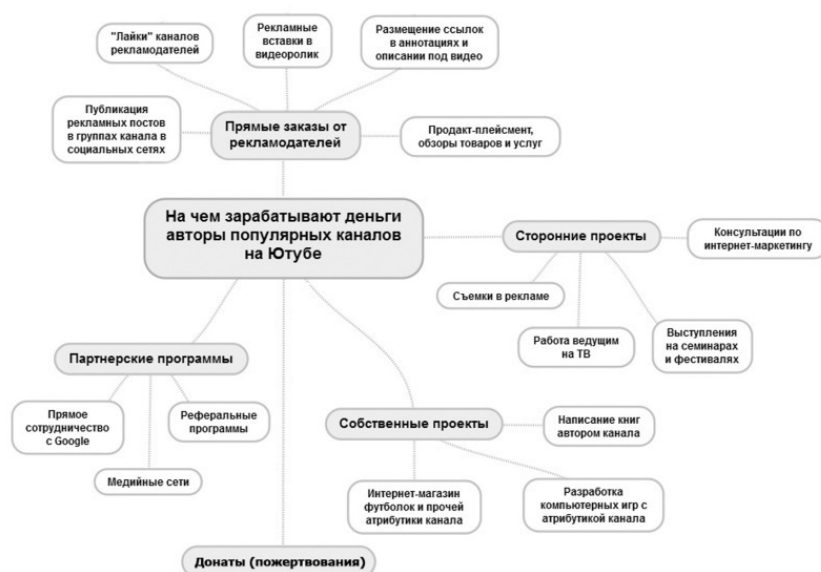 "Лайки" каналов
рекламодателей
Рекламные
вставки в
видеоролик
Размещение ссылок
в аннотациях и
описании под видео
Публикация
рекламных постов
в группах канала в
социальных сетях
Прямые заказы от
рекламодателей
Продакт-плейсмент,
обзоры товаров и услуг
На чем зарабатывают деньги
авторы популярных каналов
на Ютубе
Сторонние проекты
Консультации по
интернет-маркетингу
Съемки в рекламе
Работа ведущим
на ТВ
Выступления
на семинарах
и фестивалях
Партнерские программы
Прямое
сотрудничество
с Google
Реферальные
программы
Медийные сети
Собственные проекты
Написание книг
автором канала
Интернет-магазин
футболок и прочей
атрибутики канала
Разработка
компьютерных игр с
атрибутикой канала
Донаты (пожертвования)